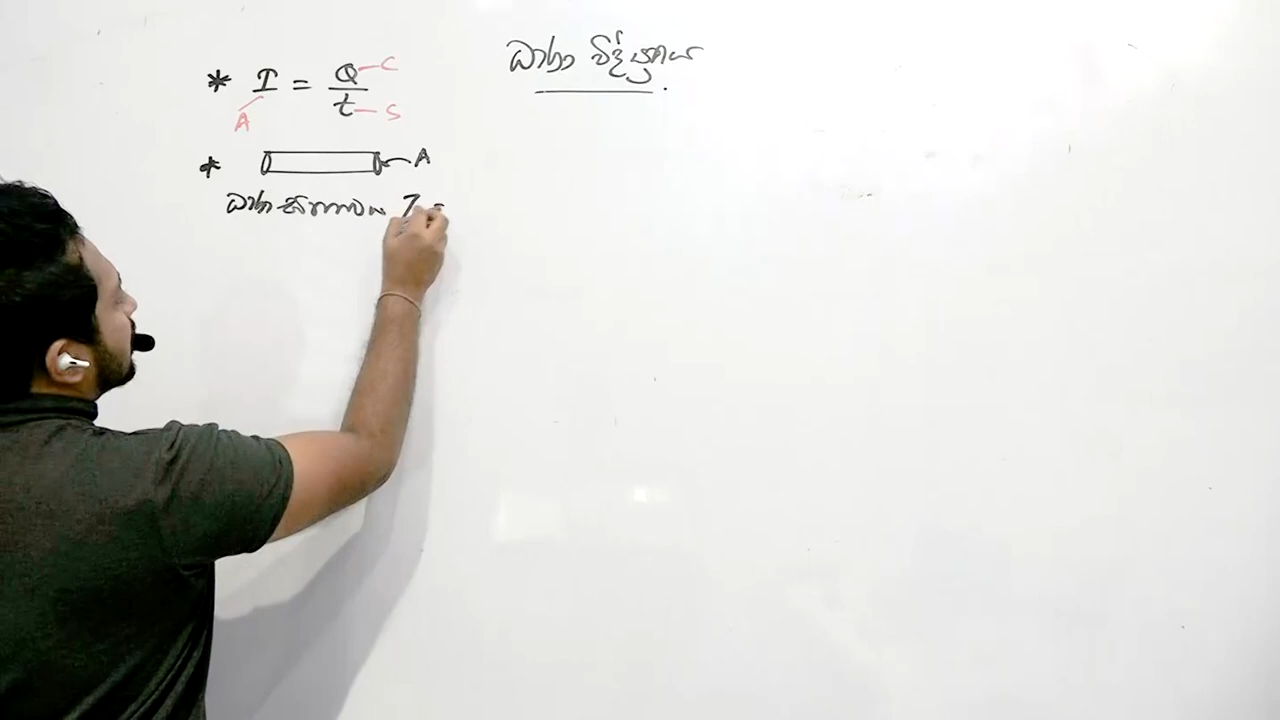 ධාරා විද්‍යුතය
* I = Q/t
C
A
S
* A
ධාරා ඝනත්වය J =